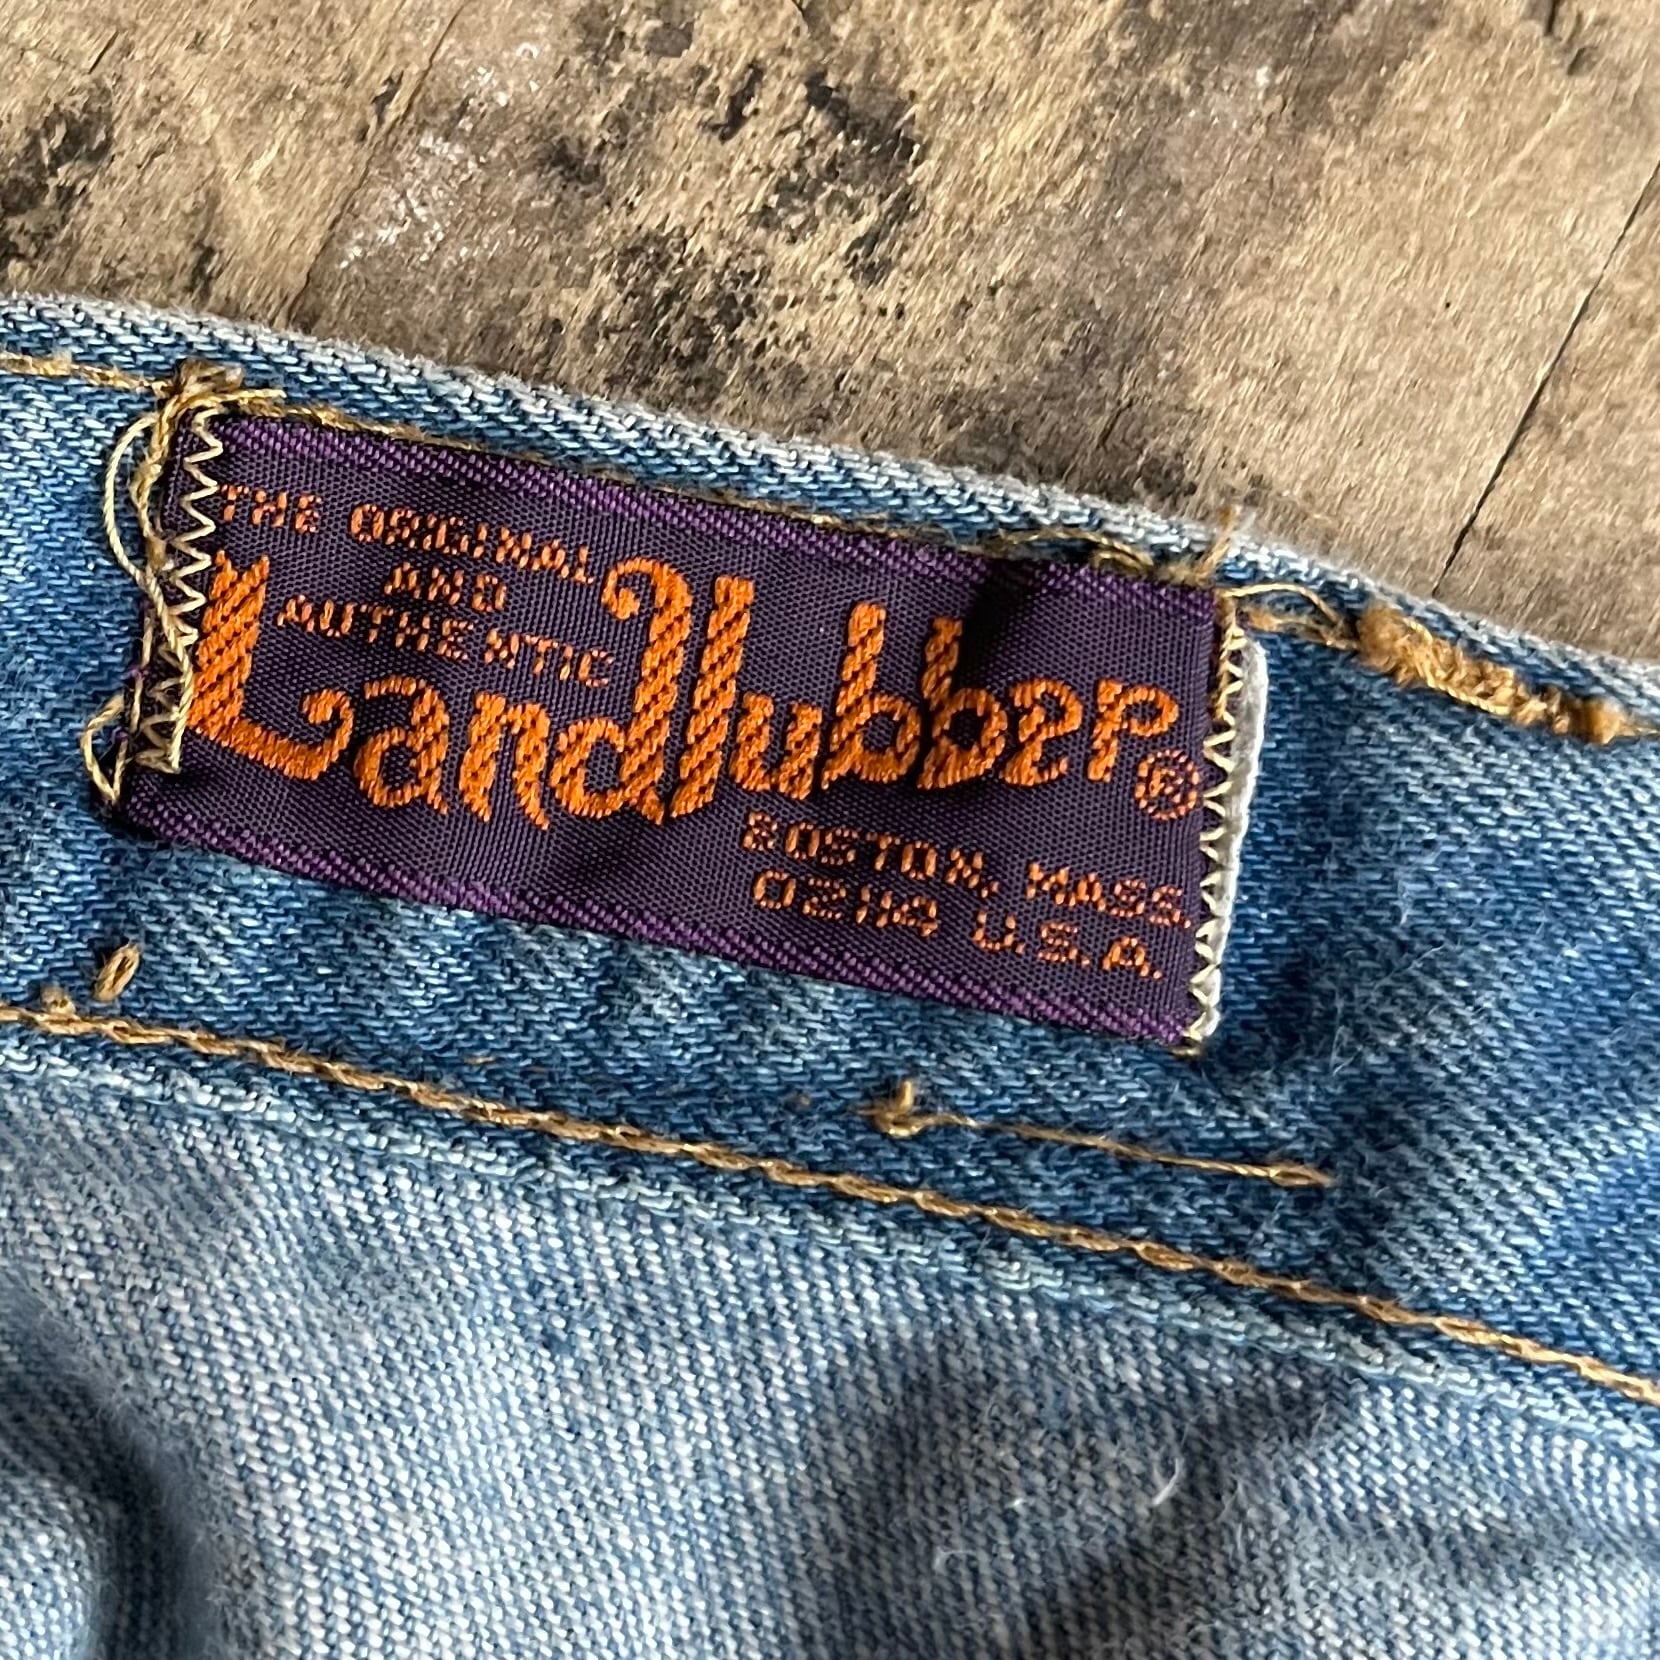 THE ORIGINAL
AND
AUTHENTIC
Landlubber®
BOSTON, MASS.
02114 U.S.A.